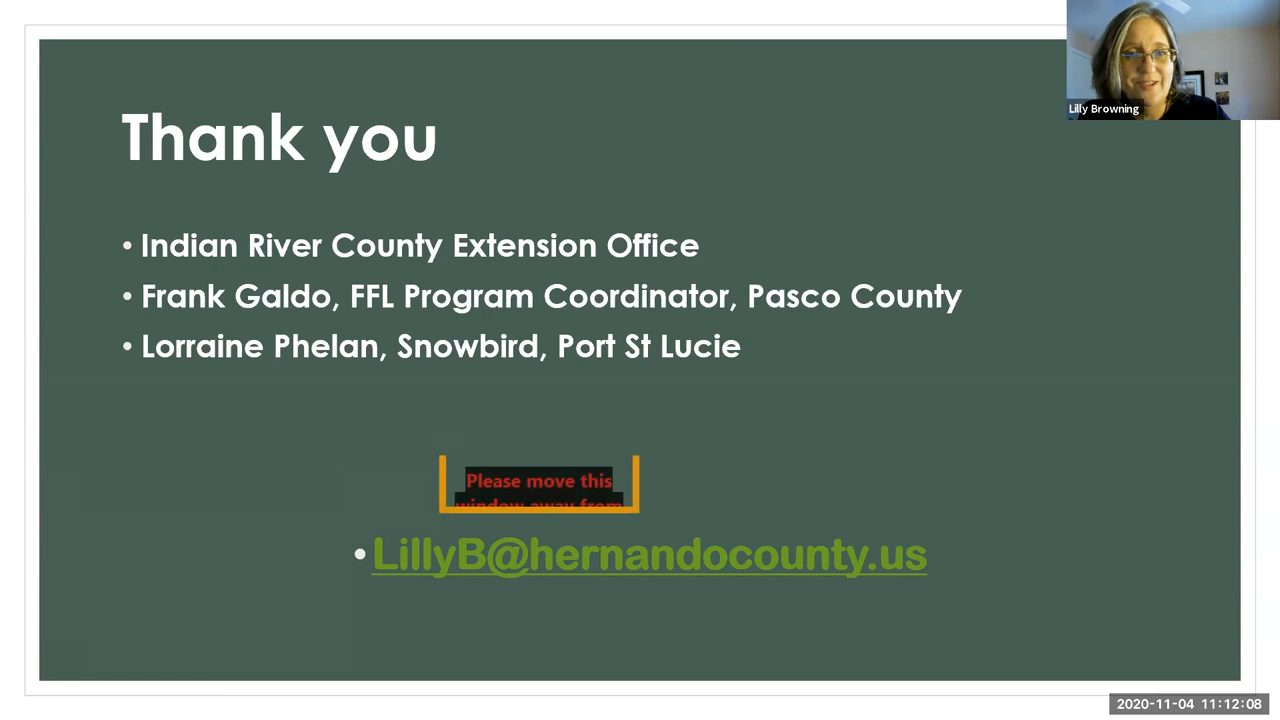 Thank you
• Indian River County Extension Office
• Frank Galdo, FFL Program Coordinator, Pasco County
• Lorraine Phelan, Snowbird, Port St Lucie
Please move this
window away from
• LillyB@hernandocounty.us
Lilly Browning
2020-11-04 11:12:08